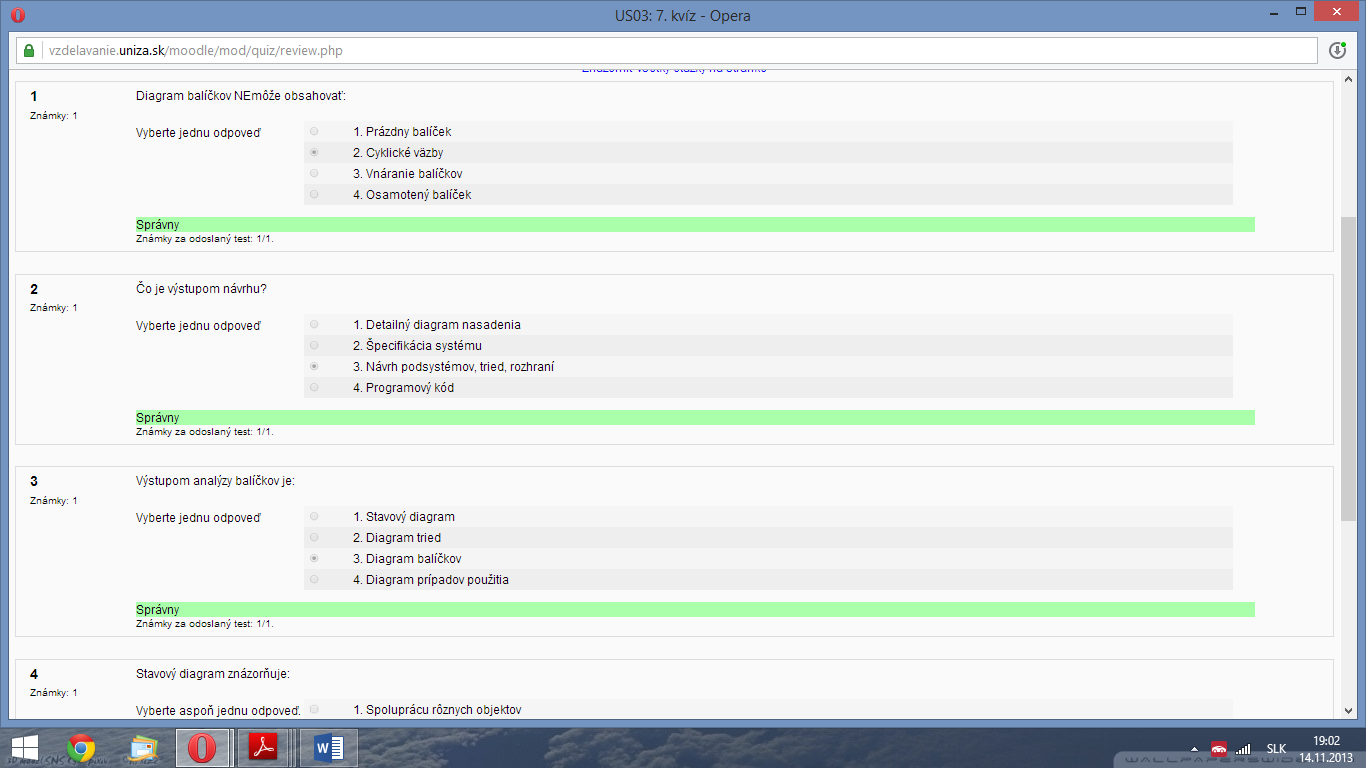 US03: 7. kvíz - Opera
vzdelavanie.uniza.sk/moodle/mod/quiz/review.php
1
Známky: 1
Diagram balíčkov NEmôže obsahovať:
Vyberte jednu odpoveď
1. Prázdny balíček
2. Cyklické väzby
3. Vnáranie balíčkov
4. Osamotený balíček
Správny
Známky za odoslaný test: 1/1.
2
Známky: 1
Čo je výstupom návrhu?
Vyberte jednu odpoveď
1. Detailný diagram nasadenia
2. Špecifikácia systému
3. Návrh podsystémov, tried, rozhraní
4. Programový kód
Správny
Známky za odoslaný test: 1/1.
3
Známky: 1
Výstupom analýzy balíčkov je:
Vyberte jednu odpoveď
1. Stavový diagram
2. Diagram tried
3. Diagram balíčkov
4. Diagram prípadov použitia
Správny
Známky za odoslaný test: 1/1.
4
Známky: 1
Stavový diagram znázorňuje:
Vyberte aspoň jednu odpoveď.
1. Spoluprácu rôznych objektov
SLK
19:02
14.11.2013